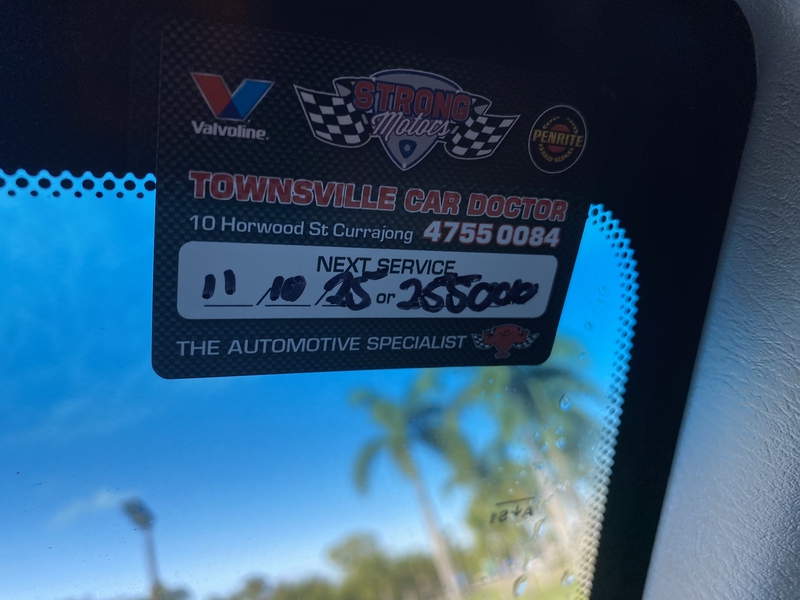 Valvoline
STRONG
Motors
PENRITE
TOWNSVILLE CAR DOCTOR
10 Horwood St Currajong 4755 0084
NEXT SERVICE
11 / 10 / 25 or 255000
THE AUTOMOTIVE SPECIALIST